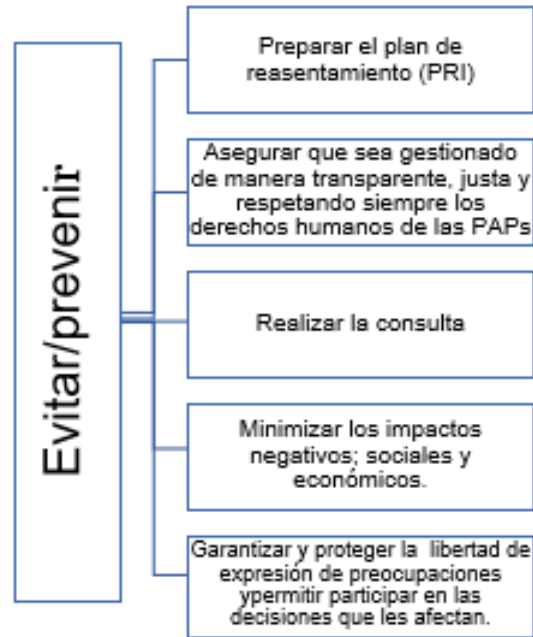 Evitar/prevenir
Preparar el plan de
reasentamiento (PRI)
Asegurar que sea gestionado
de manera transparente, justa y
respetando siempre los
derechos humanos de las PAPs
Realizar la consulta
Minimizar los impactos
negativos; sociales y
económicos.
Garantizar y proteger la libertad de
expresión de preocupaciones
ypermitir participar en las
decisiones que les afectan.